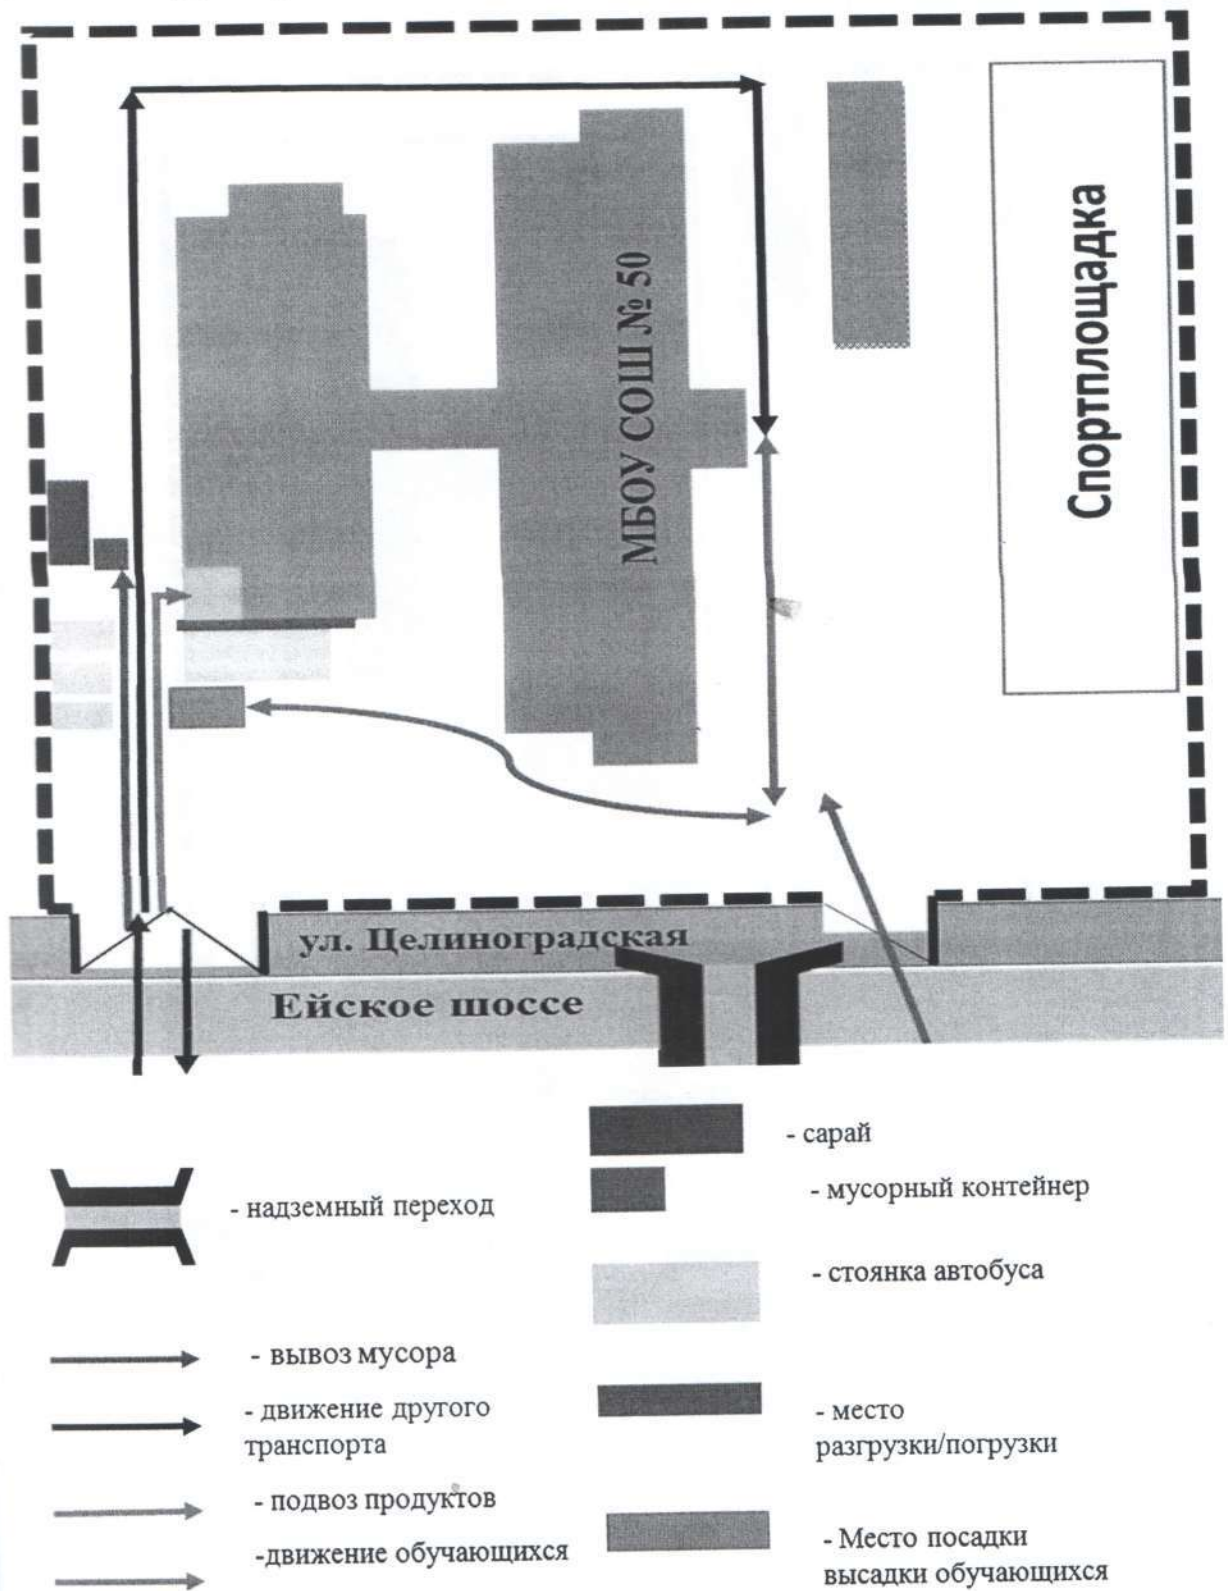 Спортплощадка
МБОУ СОШ № 50
ул. Целиноградская
Ейское шоссе
- надземный переход
- вывоз мусора
- движение другого
транспорта
- подвоз продуктов
-движение обучающихся
- сарай
- мусорный контейнер
- стоянка автобуса
- место
разгрузки/погрузки
- Место посадки
высадки обучающихся